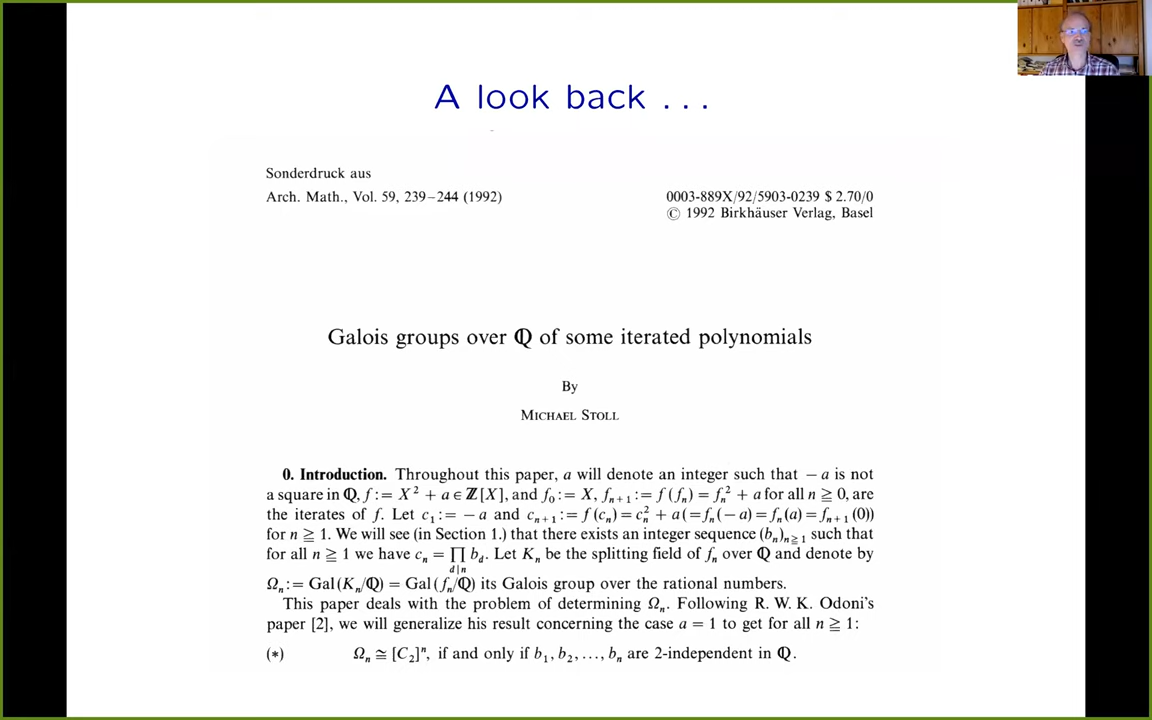 A look back . . .
Sonderdruck aus
Arch. Math., Vol. 59, 239–244 (1992)
0003-889X/92/5903-0239 $ 2.70/0
© 1992 Birkhäuser Verlag, Basel
Galois groups over ℚ of some iterated polynomials
By
MICHAEL STOLL
0. Introduction. Throughout this paper, a will denote an integer such that − a is not
a square in ℚ, f := X² + a ∈ ℤ[X], and f₀ := X, fₙ₊₁ := f (fₙ) = fₙ² + a for all n ≧ 0, are
the iterates of f. Let c₁ := − a and cₙ₊₁ := f (cₙ) = cₙ² + a (= fₙ(− a) = fₙ(a) = fₙ₊₁ (0))
for n ≧ 1. We will see (in Section 1.) that there exists an integer sequence (bₙ)ₙ≧₁ such that
for all n ≧ 1 we have cₙ = ∏ b_d. Let Kₙ be the splitting field of fₙ over ℚ and denote by
d|n
Ωₙ := Gal(Kₙ/ℚ) = Gal(fₙ/ℚ) its Galois group over the rational numbers.
This paper deals with the problem of determining Ωₙ. Following R. W. K. Odoni's
paper [2], we will generalize his result concerning the case a = 1 to get for all n ≧ 1:
(∗) Ωₙ ≅ [C₂]ⁿ, if and only if b₁, b₂, ..., bₙ are 2-independent in ℚ.